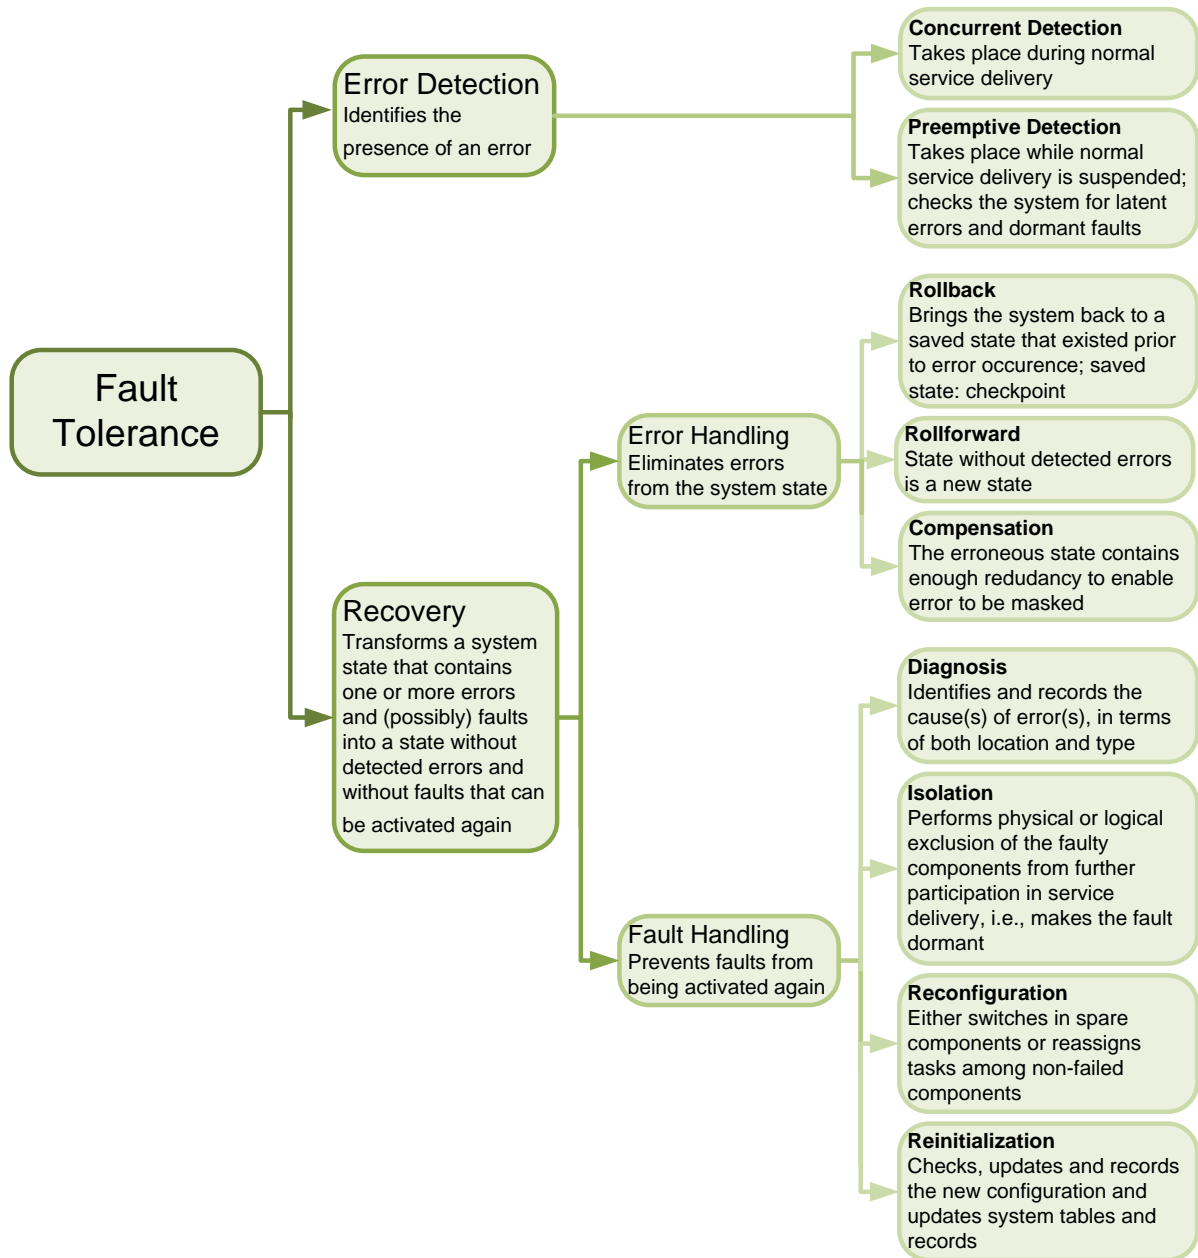 Fault
Tolerance
Error Detection
Identifies the
presence of an error
Concurrent Detection
Takes place during normal
service delivery
Preemptive Detection
Takes place while normal
service delivery is suspended;
checks the system for latent
errors and dormant faults
Recovery
Transforms a system
state that contains
one or more errors
and (possibly) faults
into a state without
detected errors and
without faults that can
be activated again
Error Handling
Eliminates errors
from the system state
Rollback
Brings the system back to a
saved state that existed prior
to error occurence; saved
state: checkpoint
Rollforward
State without detected errors
is a new state
Compensation
The erroneous state contains
enough redudancy to enable
error to be masked
Fault Handling
Prevents faults from
being activated again
Diagnosis
Identifies and records the
cause(s) of error(s), in terms
of both location and type
Isolation
Performs physical or logical
exclusion of the faulty
components from further
participation in service
delivery, i.e., makes the fault
dormant
Reconfiguration
Either switches in spare
components or reassigns
tasks among non-failed
components
Reinitialization
Checks, updates and records
the new configuration and
updates system tables and
records